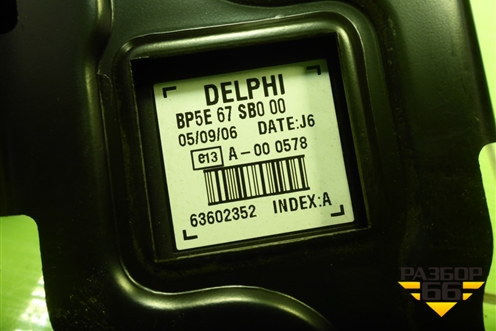 DELPHI
BP5E 67 SB0 00
05/09/06 DATE:J6
e13 A-00 0578
63602352 INDEX:A
РАЗБОР
66